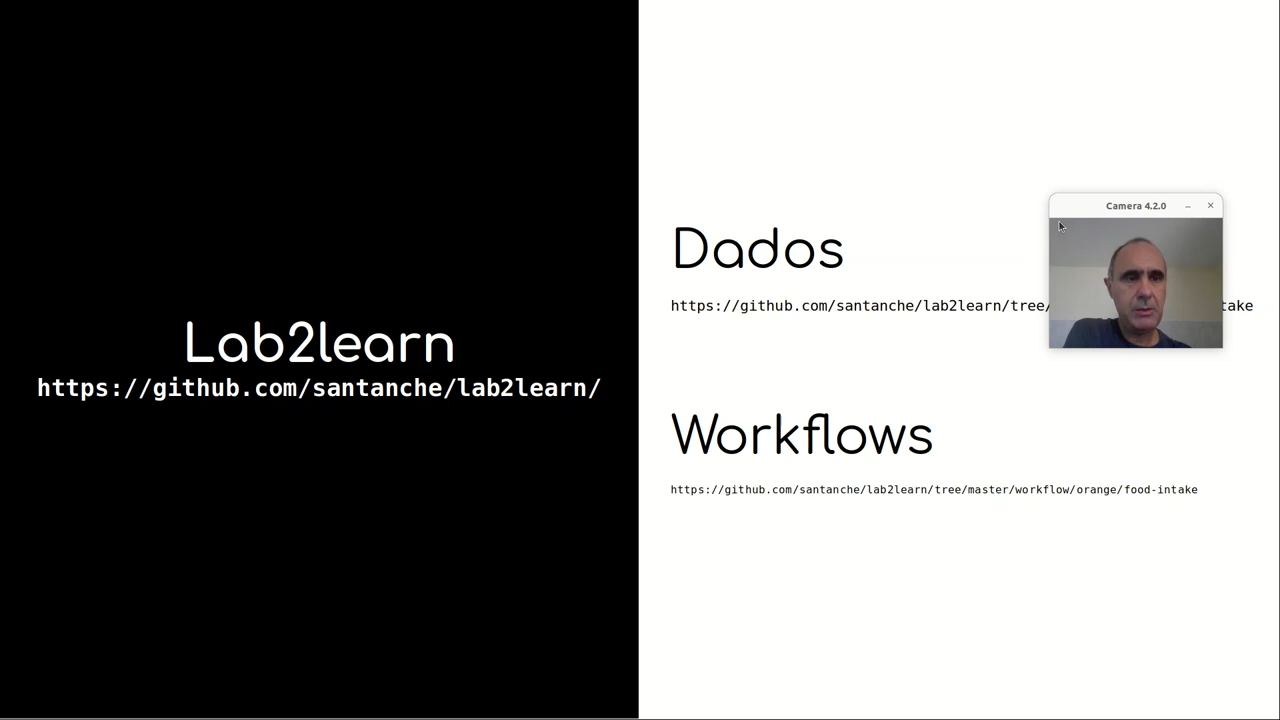 Lab2learn
https://github.com/santanche/lab2learn/
Dados
https://github.com/santanche/lab2learn/tree/
take
Workflows
https://github.com/santanche/lab2learn/tree/master/workflow/orange/food-intake
Camera 4.2.0